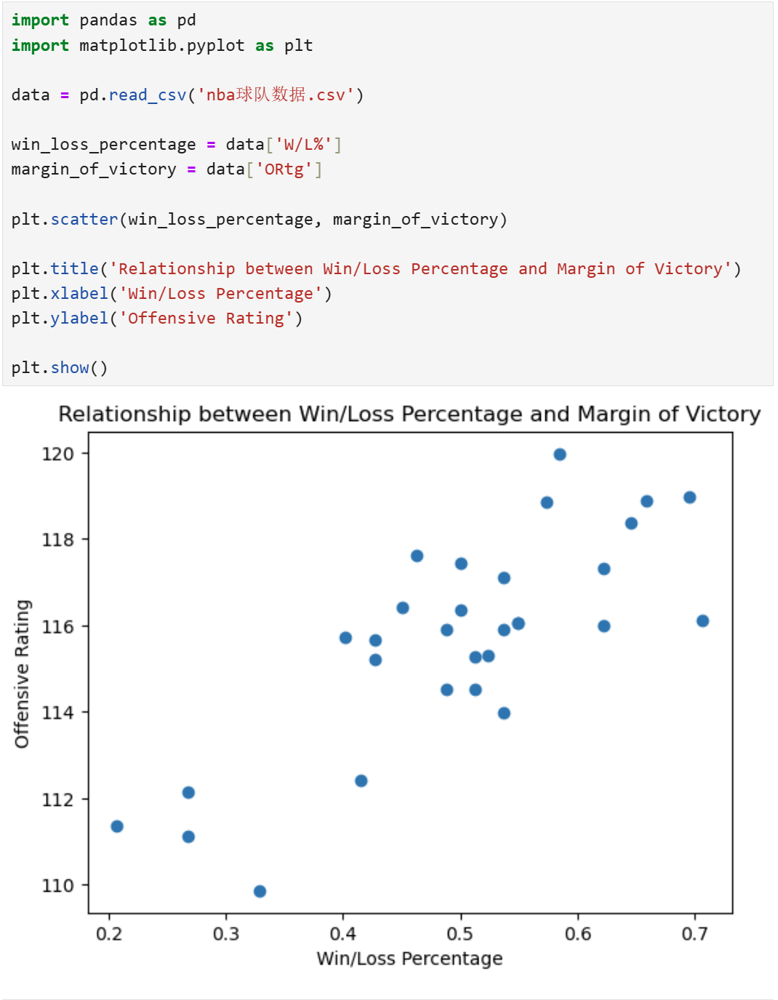 import pandas as pd
import matplotlib.pyplot as plt
data = pd.read_csv('nba球队数据.csv')
win_loss_percentage = data['W/L%']
margin_of_victory = data['ORtg']
plt.scatter(win_loss_percentage, margin_of_victory)
plt.title('Relationship between Win/Loss Percentage and Margin of Victory')
plt.xlabel('Win/Loss Percentage')
plt.ylabel('Offensive Rating')
plt.show()
Relationship between Win/Loss Percentage and Margin of Victory
120
118
116
114
112
110
Offensive Rating
0.2 0.3 0.4 0.5 0.6 0.7
Win/Loss Percentage